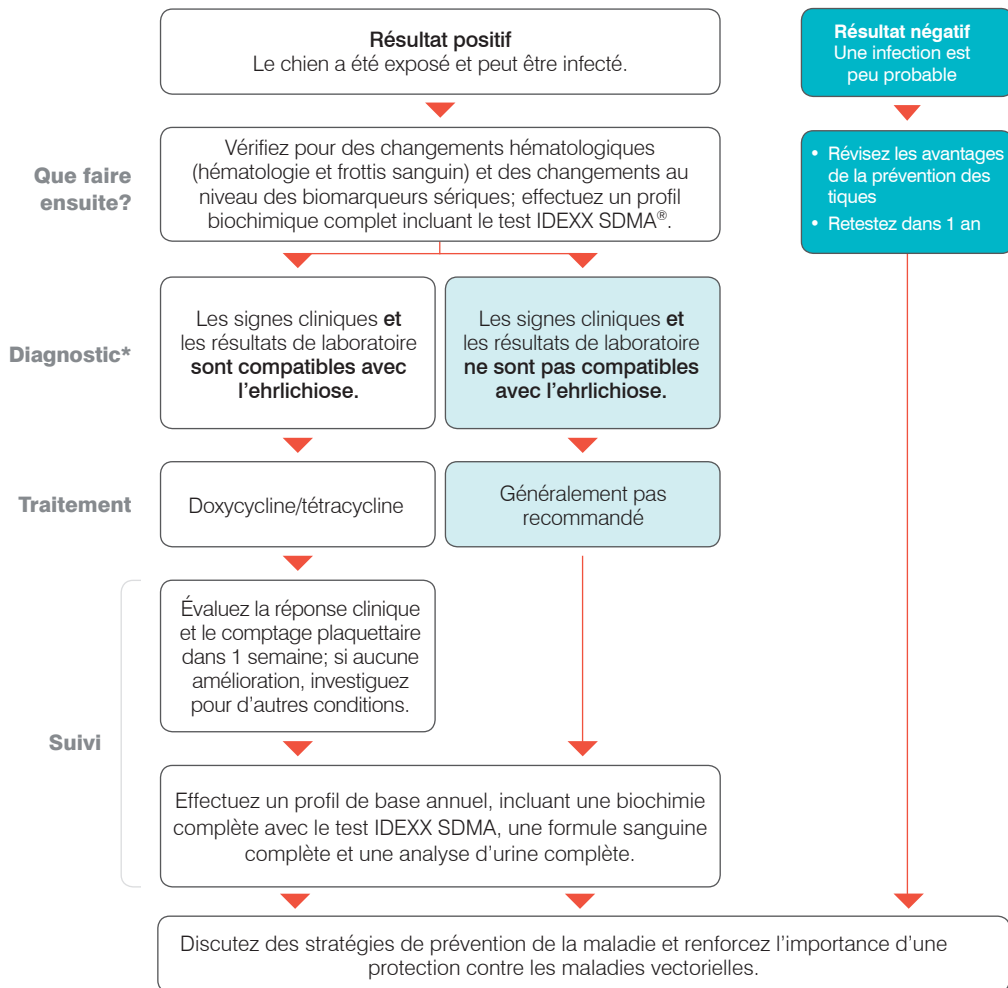 Résultat positif
Le chien a été exposé et peut être infecté.
Résultat négatif
Une infection est
peu probable
Que faire
ensuite?
Vérifiez pour des changements hématologiques
(hématologie et frottis sanguin) et des changements au
niveau des biomarqueurs sériques; effectuez un profil
biochimique complet incluant le test IDEXX SDMA®.
• Révisez les avantages
de la prévention des
tiques
• Retestez dans 1 an
Diagnostic*
Les signes cliniques et
les résultats de laboratoire
sont compatibles avec
l'ehrlichiose.
Les signes cliniques et
les résultats de laboratoire
ne sont pas compatibles
avec l'ehrlichiose.
Traitement
Doxycycline/tétracycline
Généralement pas
recommandé
Suivi
Évaluez la réponse clinique
et le comptage plaquettaire
dans 1 semaine; si aucune
amélioration, investiguez
pour d'autres conditions.
Effectuez un profil de base annuel, incluant une biochimie
complète avec le test IDEXX SDMA, une formule sanguine
complète et une analyse d'urine complète.
Discutez des stratégies de prévention de la maladie et renforcez l'importance d'une
protection contre les maladies vectorielles.